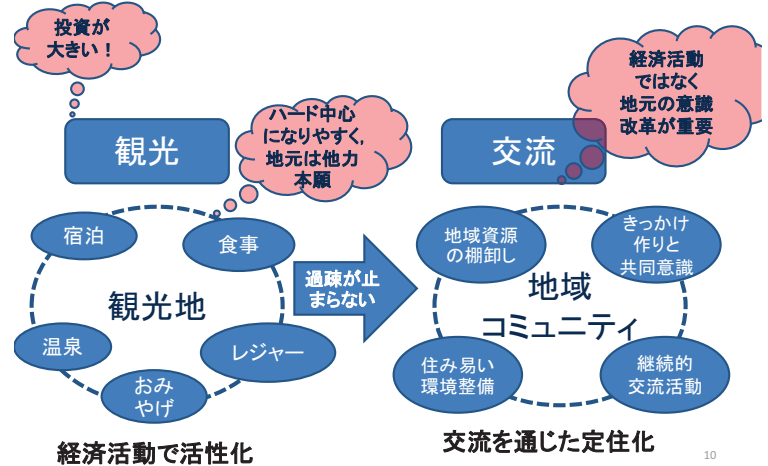 投資が
大きい！
観光
ハード中心
になりやすく，
地元は他力
本願
宿泊
食事
観光地
温泉
レジャー
おみ
やげ
経済活動で活性化
過疎が止
まらない
経済活動
ではなく
地元の意識
改革が重要
交流
地域資源
の棚卸し
きっかけ
作りと
共同意識
地域
コミュニティ
住み易い
環境整備
継続的
交流活動
交流を通じた定住化
10